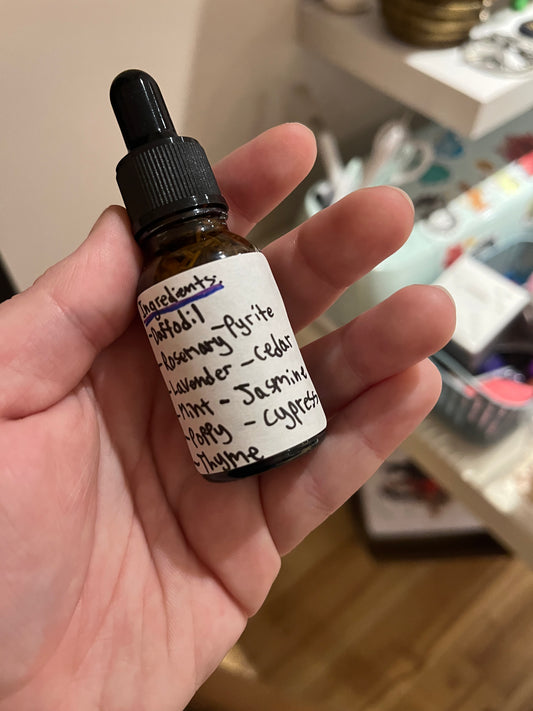 Ingredients:
-Daffodil
-Rosemary -Pyrite
-Lavender -Cedar
-Mint -Jasmine
-Poppy -Cypress
-Thyme